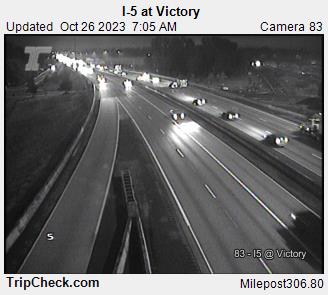 I-5 at Victory
Updated Oct 26 2023 7:05 AM Camera 83
T
S
83 - I5 @ Victory
TripCheck.com Milepost306.80